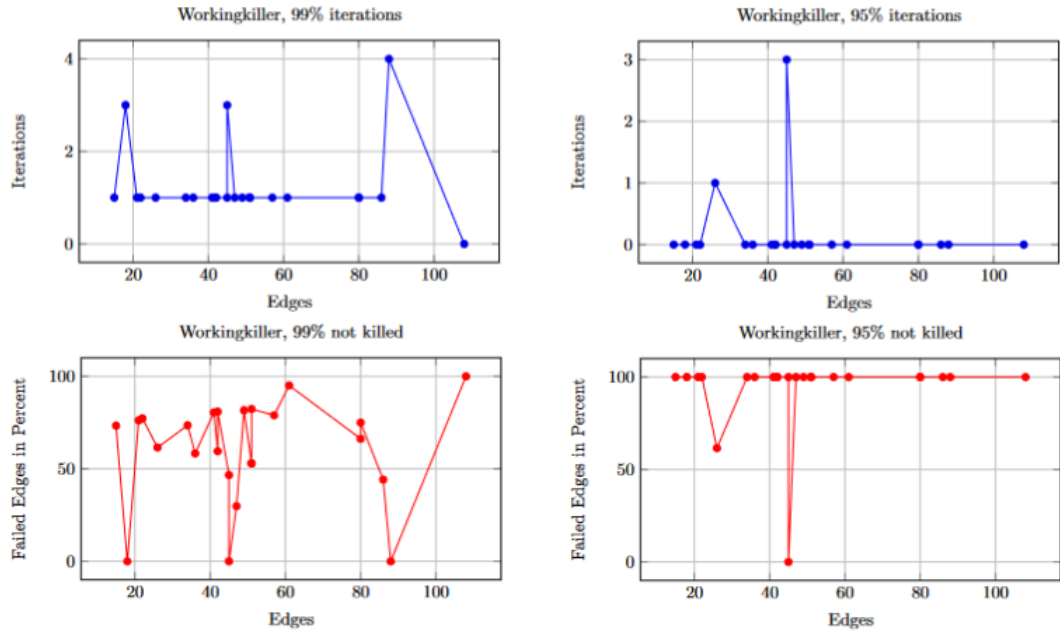 Workingkiller, 99% iterations
4
2
0
Iterations
20 40 60 80 100
Edges
Workingkiller, 95% iterations
3
2
1
0
Iterations
20 40 60 80 100
Edges
Workingkiller, 99% not killed
100
50
0
Failed Edges in Percent
20 40 60 80 100
Edges
Workingkiller, 95% not killed
100
50
0
Failed Edges in Percent
20 40 60 80 100
Edges